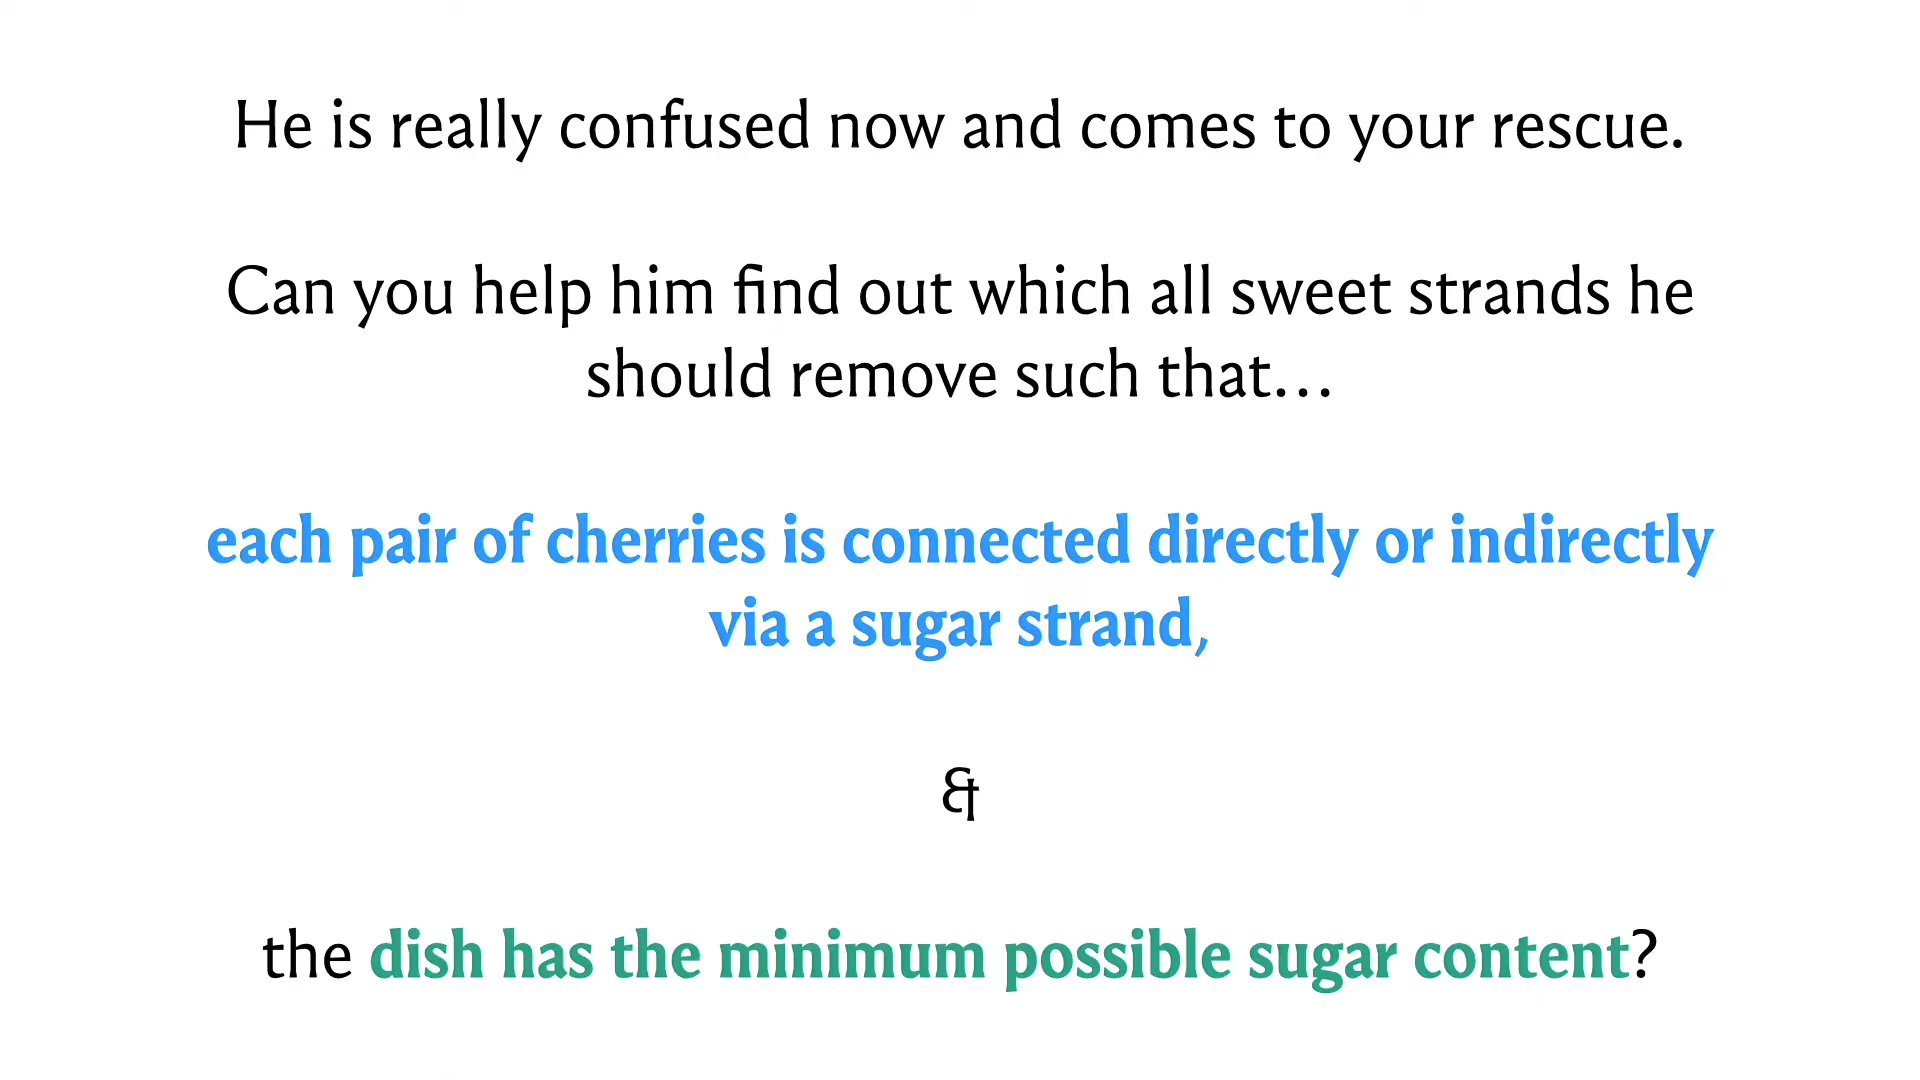 He is really confused now and comes to your rescue.
Can you help him find out which all sweet strands he
should remove such that…
each pair of cherries is connected directly or indirectly
via a sugar strand,
&
the dish has the minimum possible sugar content?